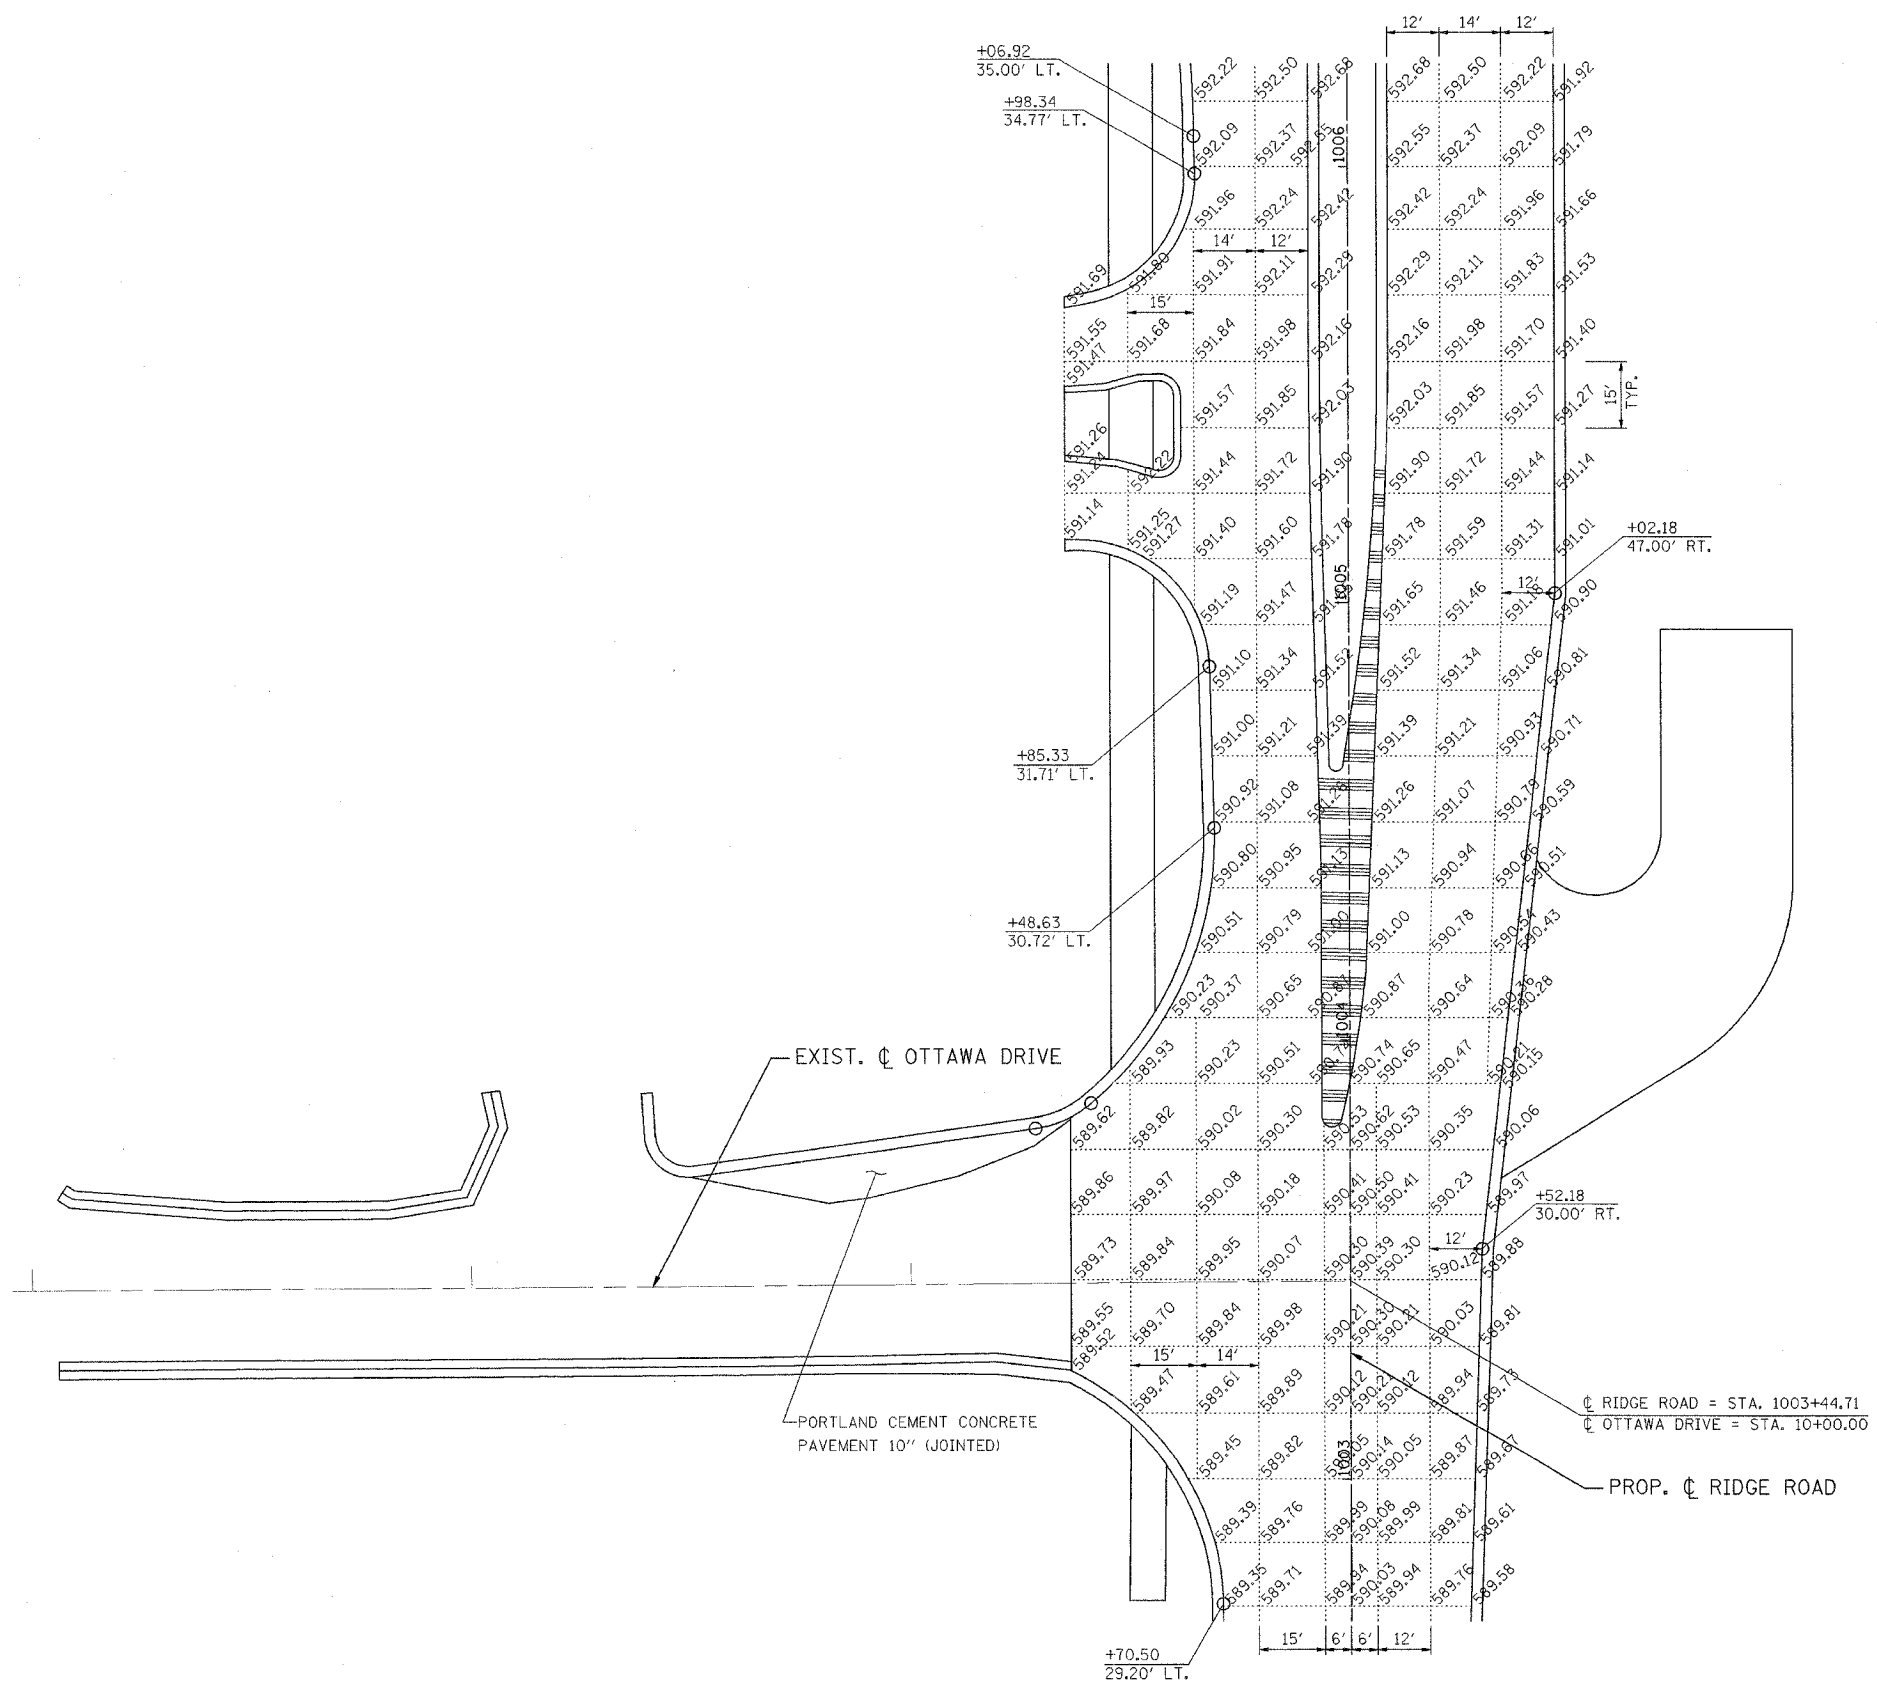 12' 14' 12'
+06.92
35.00' LT.
+98.34
34.77' LT.
592.22 592.50 592.68 592.68 592.50 592.22 591.92
592.09 592.37 592.55 592.55 592.37 592.09 591.79
1006
591.96 592.24 592.42 592.42 592.24 591.96 591.66
14' 12'
591.69 591.80 591.91 592.11 592.29 592.29 592.11 591.83 591.53
15'
591.55 591.68 591.84 591.98 592.16 592.16 591.98 591.70 591.40
591.47 591.57 591.85 592.03 592.03 591.85 591.57 591.27
15'
TYP.
591.26
591.24 591.44 591.72 591.90 591.90 591.72 591.44 591.14
591.14 591.25 591.27 591.40 591.60 591.78 591.78 591.59 591.31 591.01
+02.18
47.00' RT.
1005
12'
591.19 591.47 591.65 591.46 591.18 590.90
591.10 591.34 591.52 591.52 591.34 591.06 590.81
591.00 591.21 591.39 591.39 591.21 590.93 590.71
+85.33
31.71' LT.
590.92 591.08 591.26 591.07 590.79 590.59
590.80 590.95 591.13 591.13 590.94 590.66 590.51
+48.63
30.72' LT.
590.51 590.79 591.00 591.00 590.78 590.54 590.43
590.23 590.37 590.65 590.87 590.87 590.64 590.36 590.28
1004
EXIST. ℄ OTTAWA DRIVE
589.93 590.23 590.51 590.74 590.74 590.65 590.47 590.21 590.15
589.62 589.82 590.02 590.30 590.53 590.62 590.53 590.35 590.06
589.86 589.97 590.08 590.18 590.41 590.50 590.41 590.23 589.97
+52.18
30.00' RT.
12'
589.73 589.84 589.95 590.07 590.30 590.39 590.30 590.12 589.88
589.55 589.70 589.84 589.98 590.21 590.30 590.21 590.03 589.81
589.52
15' 14'
589.47 589.61 589.89 590.12 590.21 590.12 589.94 589.73
℄ RIDGE ROAD = STA. 1003+44.71
℄ OTTAWA DRIVE = STA. 10+00.00
PORTLAND CEMENT CONCRETE
PAVEMENT 10" (JOINTED)
589.45 589.82 590.05 590.14 590.05 589.87 589.67
1003
PROP. ℄ RIDGE ROAD
589.39 589.76 589.99 590.08 589.99 589.81 589.61
589.35 589.71 589.94 590.03 589.94 589.76 589.58
15' 6' 6' 12'
+70.50
29.20' LT.